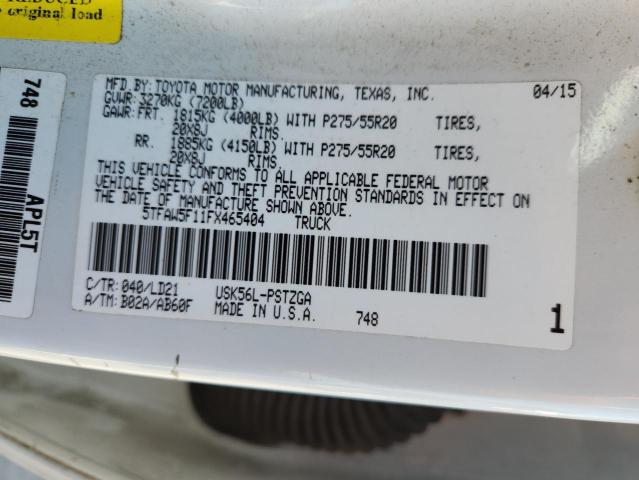 REDUCED
original load
748
APL5T
MFD.BY:TOYOTA MOTOR MANUFACTURING, TEXAS, INC. 04/15
GVWR: 3270KG (7200LB)
GAWR:FRT. 1815KG (4000LB) WITH P275/55R20 TIRES,
20X8J RIMS.
RR. 1885KG (4150LB) WITH P275/55R20 TIRES,
20X8J RIMS.
THIS VEHICLE CONFORMS TO ALL APPLICABLE FEDERAL MOTOR
VEHICLE SAFETY AND THEFT PREVENTION STANDARDS IN EFFECT ON
THE DATE OF MANUFACTURE SHOWN ABOVE.
5TFAW5F11FX465404 TRUCK
C/TR:040/LD21 USK56L-PSTZGA
A/TM: B02A/AB60F MADE IN U.S.A. 748 1